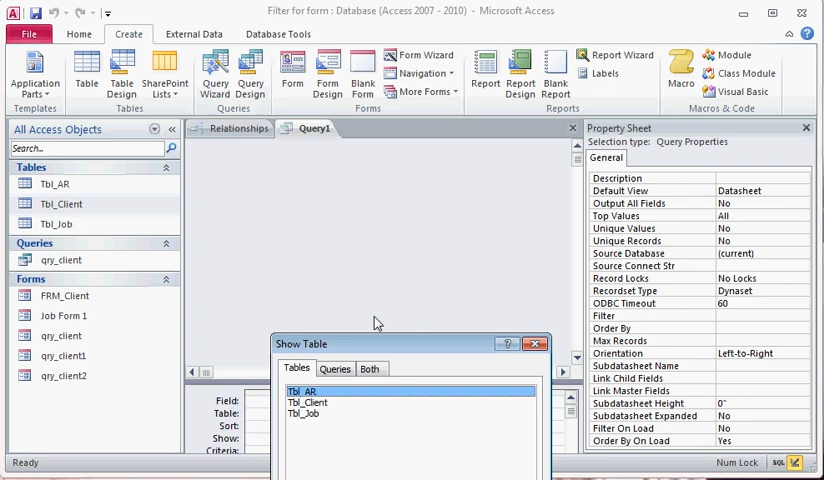 Filter for form : Database (Access 2007 - 2010) - Microsoft Access
File Home Create External Data Database Tools
Application Parts
Table
Table Design
SharePoint Lists
Query Wizard
Query Design
Form
Form Design
Blank Form
Form Wizard
Navigation
More Forms
Report
Report Design
Blank Report
Report Wizard
Labels
Macro
Module
Class Module
Visual Basic
Templates Tables Queries Forms Reports Macros & Code
All Access Objects
Search...
Tables
Tbl_AR
Tbl_Client
Tbl_Job
Queries
qry_client
Forms
FRM_Client
Job Form 1
qry_client
qry_client1
qry_client2
Relationships Query1
Show Table
Tables Queries Both
Tbl_AR
Tbl_Client
Tbl_Job
Field:
Table:
Sort:
Show:
Criteria:
Property Sheet
Selection type: Query Properties
General
Description
Default View Datasheet
Output All Fields No
Top Values All
Unique Values No
Unique Records No
Source Database (current)
Source Connect Str
Record Locks No Locks
Recordset Type Dynaset
ODBC Timeout 60
Filter
Order By
Max Records
Orientation Left-to-Right
Subdatasheet Name
Link Child Fields
Link Master Fields
Subdatasheet Height 0"
Subdatasheet Expanded No
Filter On Load No
Order By On Load Yes
Ready Num Lock SQL